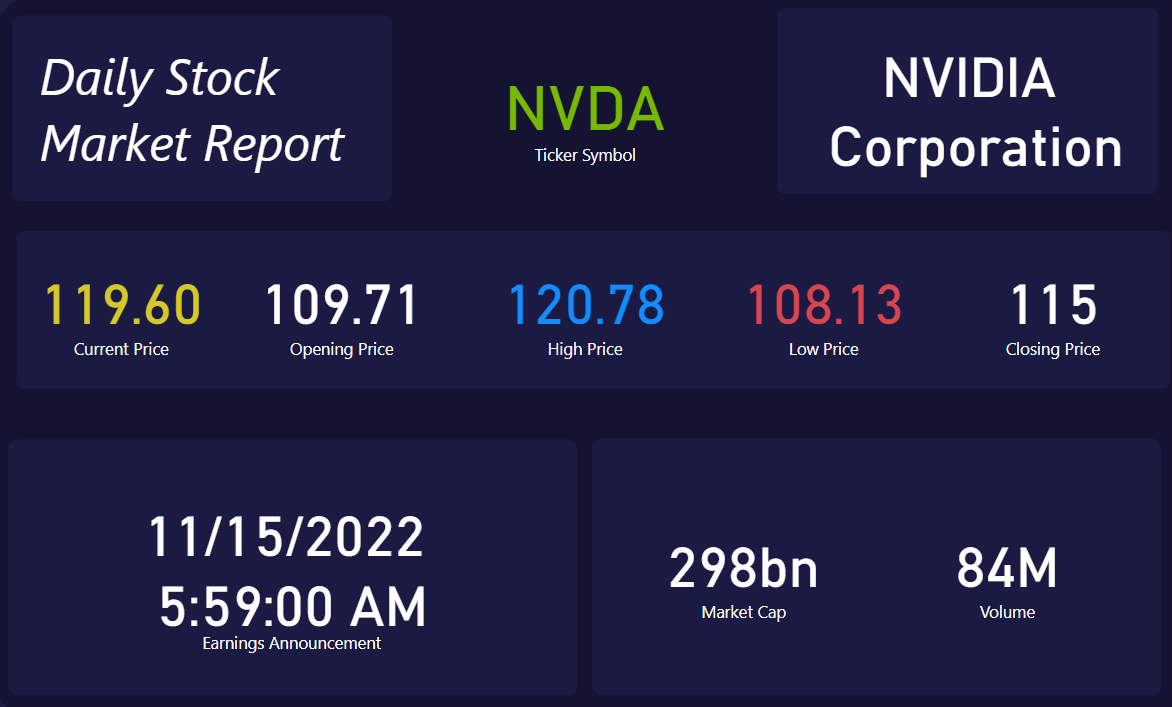 Daily Stock
Market Report
NVDA
Ticker Symbol
NVIDIA
Corporation
119.60
Current Price
109.71
Opening Price
120.78
High Price
108.13
Low Price
115
Closing Price
11/15/2022
5:59:00 AM
Earnings Announcement
298bn
Market Cap
84M
Volume